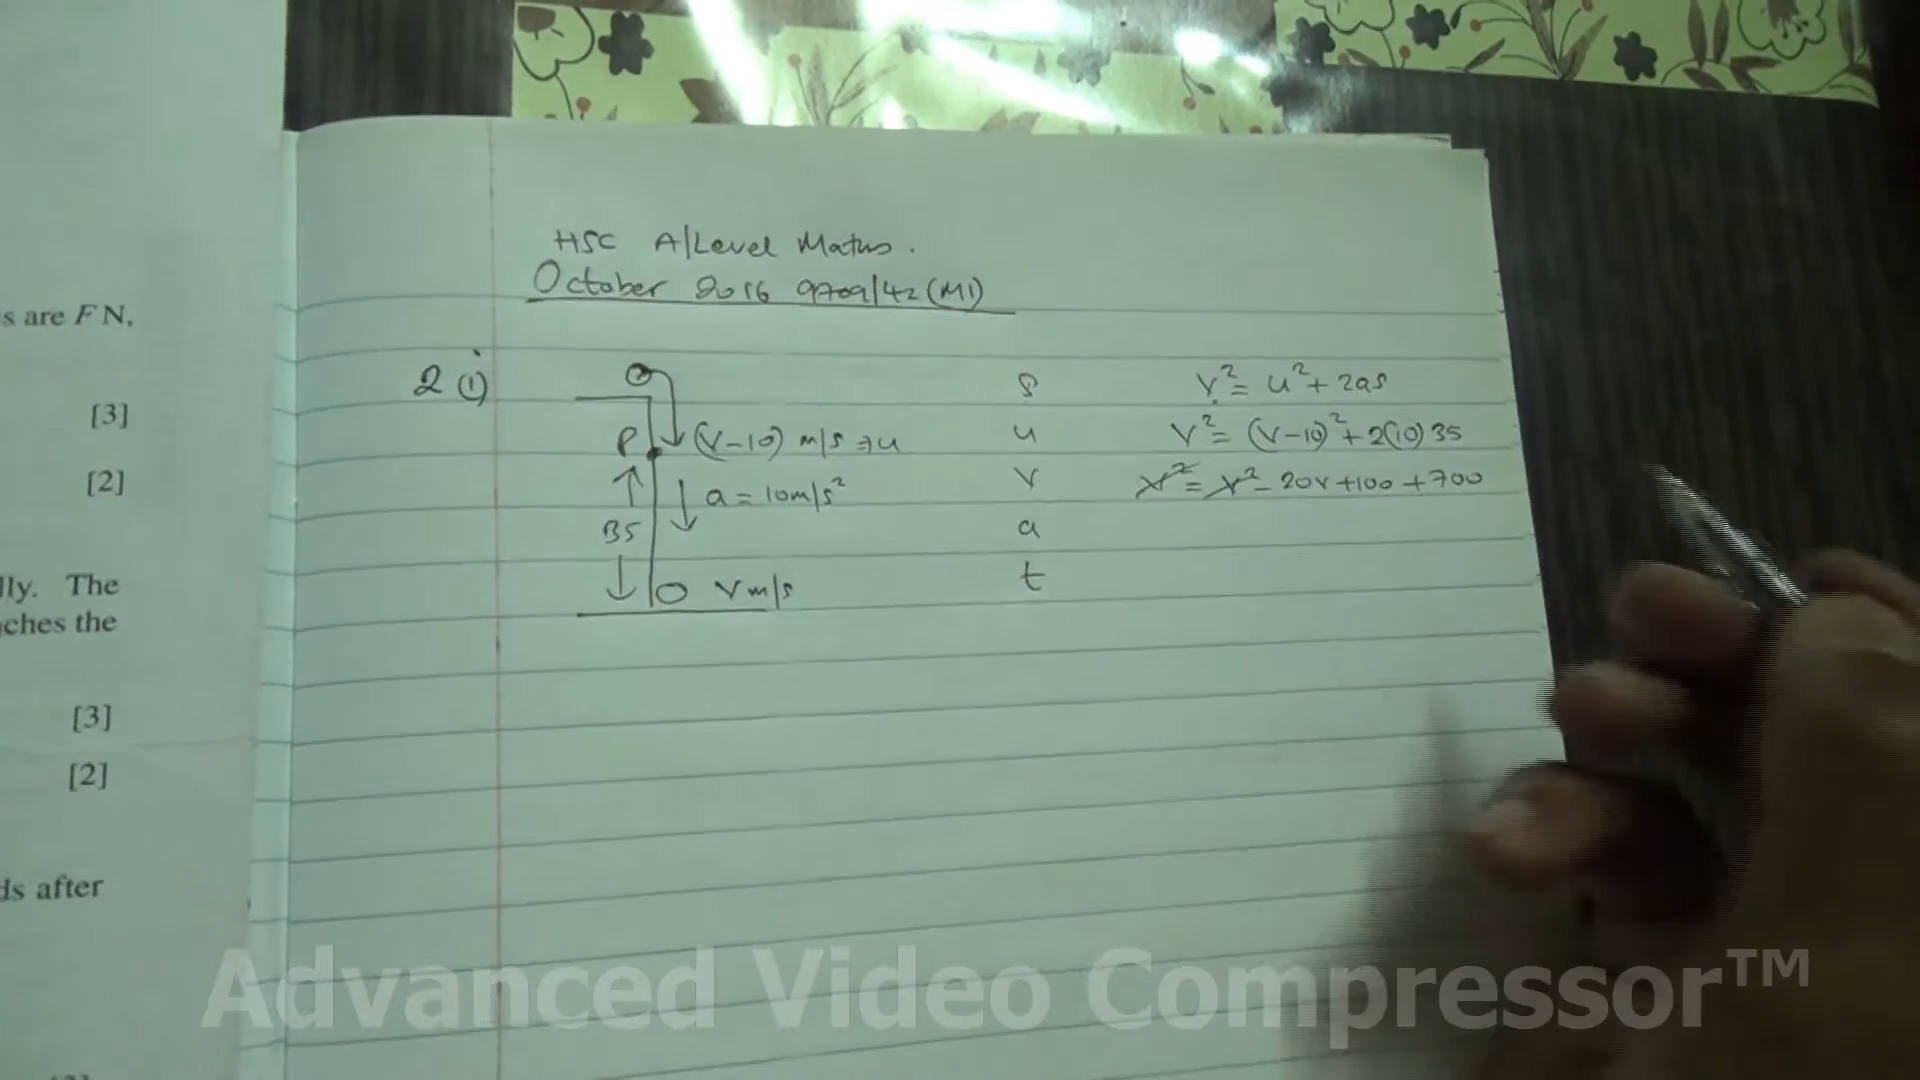 s are F N,
[3]
[2]
lly. The
ches the
[3]
[2]
ds after
HSC A/Level Maths.
October 2016 9709/42 (M1)
2 (i)
P (V-10) m/s ⇒ u
a = 10m/s²
35
V m/s
s
u
v
a
t
V² = u² + 2as
V² = (V-10)² + 2(10)35
V² = V² - 20V + 100 + 700
Advanced Video Compressor™